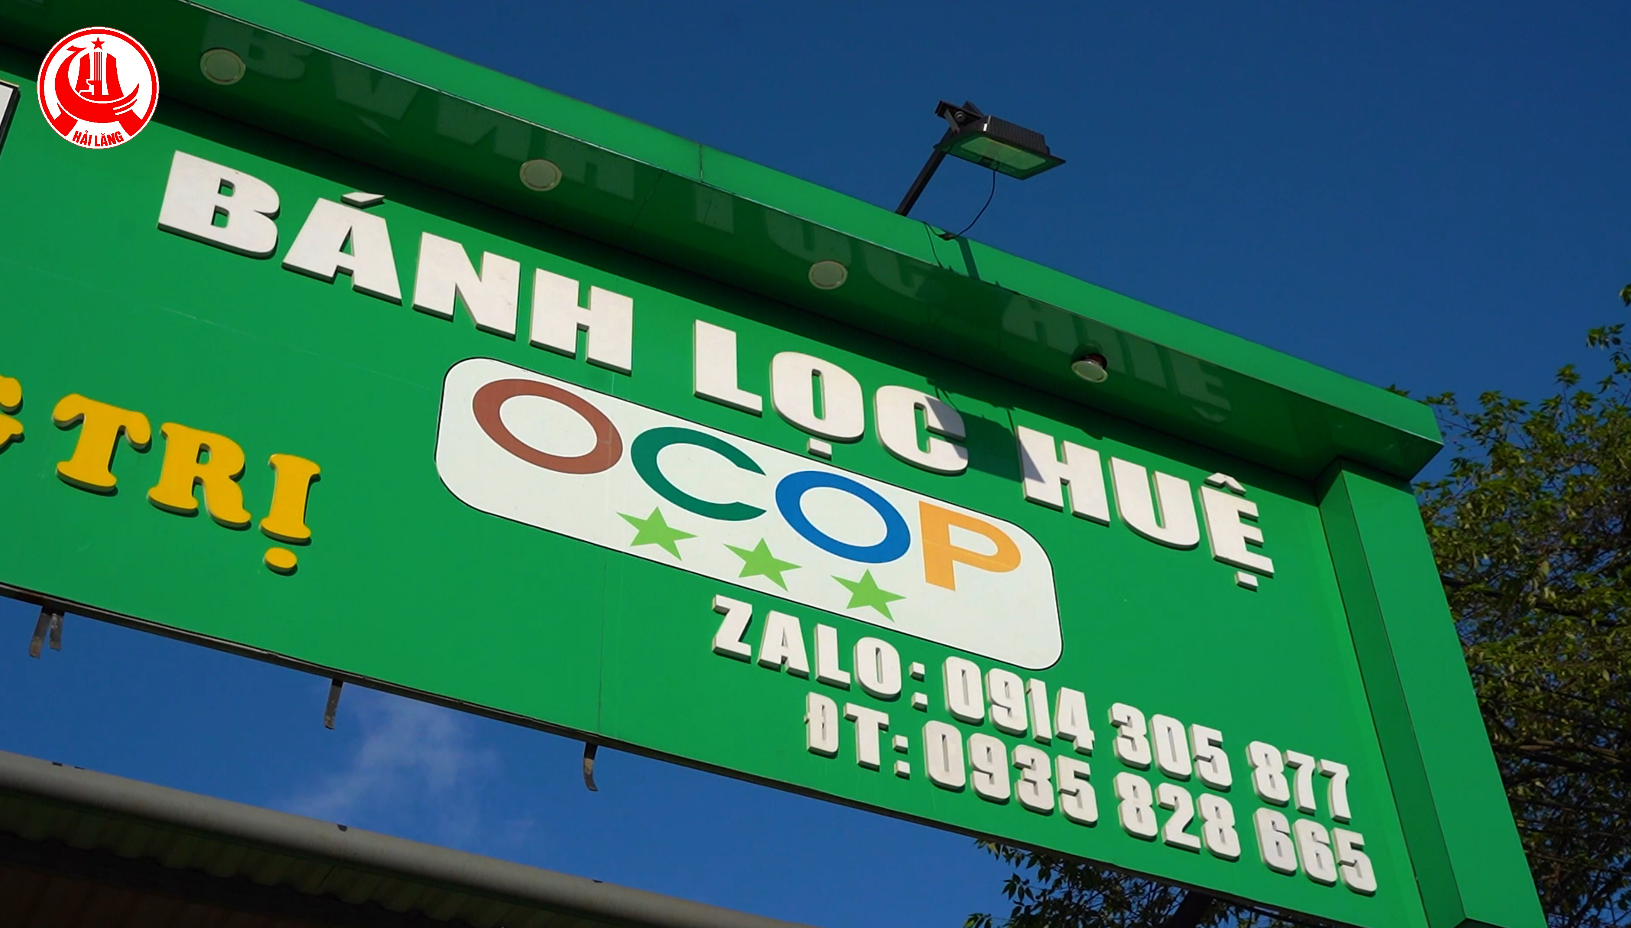 HẢI LĂNG
BÁNH LỌC HUỆ
TRỊ
OCOP
ZALO: 0914 305 877
ĐT: 0935 828 665